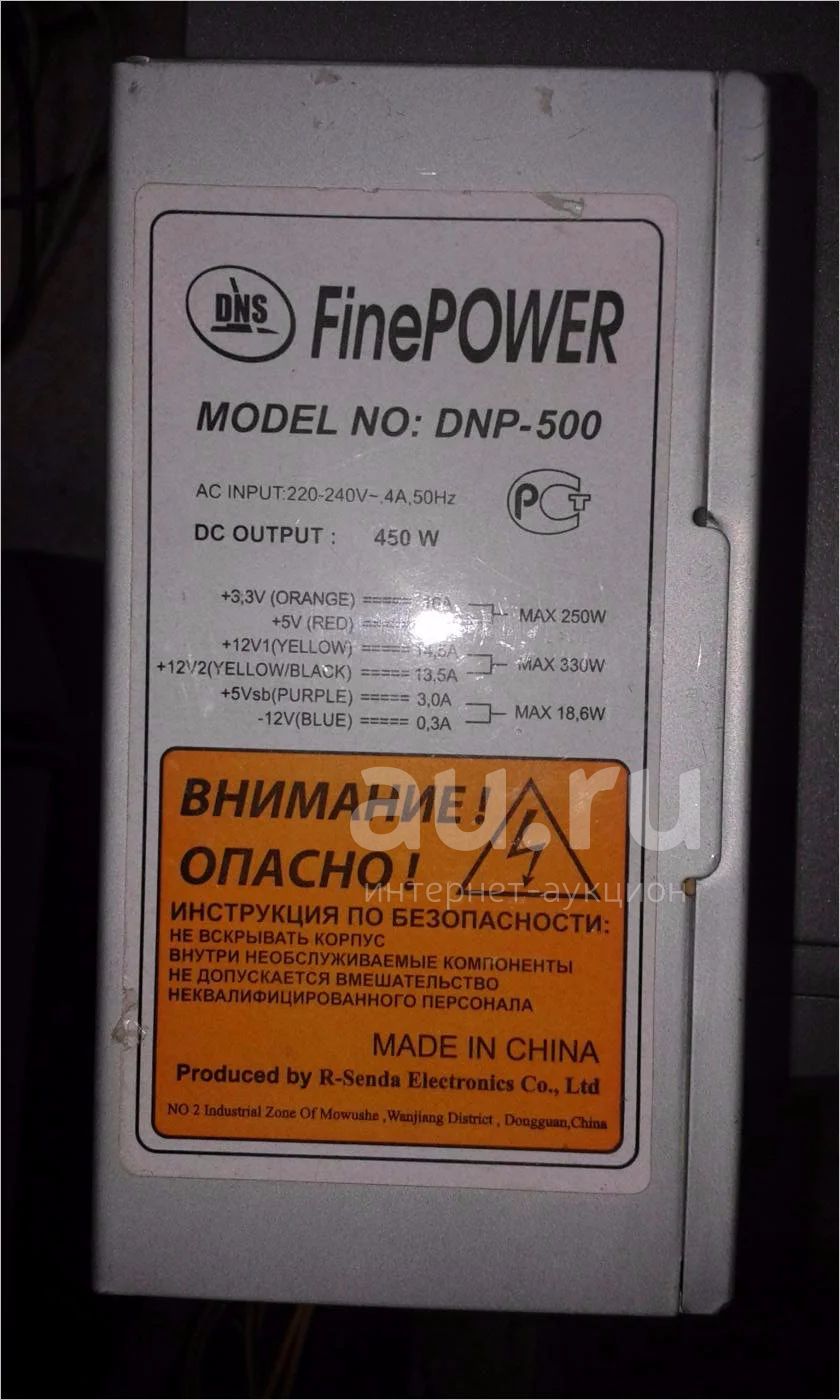 DNS FinePOWER
MODEL NO: DNP-500
AC INPUT:220-240V~,4A,50Hz
РСТ
DC OUTPUT : 450 W
+3,3V (ORANGE) =====
+5V (RED) =====
MAX 250W
+12V1(YELLOW) ===== 14,5A
+12V2(YELLOW/BLACK) ===== 13,5A
MAX 330W
+5Vsb(PURPLE) ===== 3,0A
-12V(BLUE) ===== 0,3A
MAX 18,6W
ВНИМАНИЕ!
ОПАСНО!
au.ru
интернет-аукцион
ИНСТРУКЦИЯ ПО БЕЗОПАСНОСТИ:
НЕ ВСКРЫВАТЬ КОРПУС
ВНУТРИ НЕОБСЛУЖИВАЕМЫЕ КОМПОНЕНТЫ
НЕ ДОПУСКАЕТСЯ ВМЕШАТЕЛЬСТВО
НЕКВАЛИФИЦИРОВАННОГО ПЕРСОНАЛА
MADE IN CHINA
Produced by R-Senda Electronics Co., Ltd
NO 2 Industrial Zone Of Mowushe ,Wanjiang District , Dongguan,China